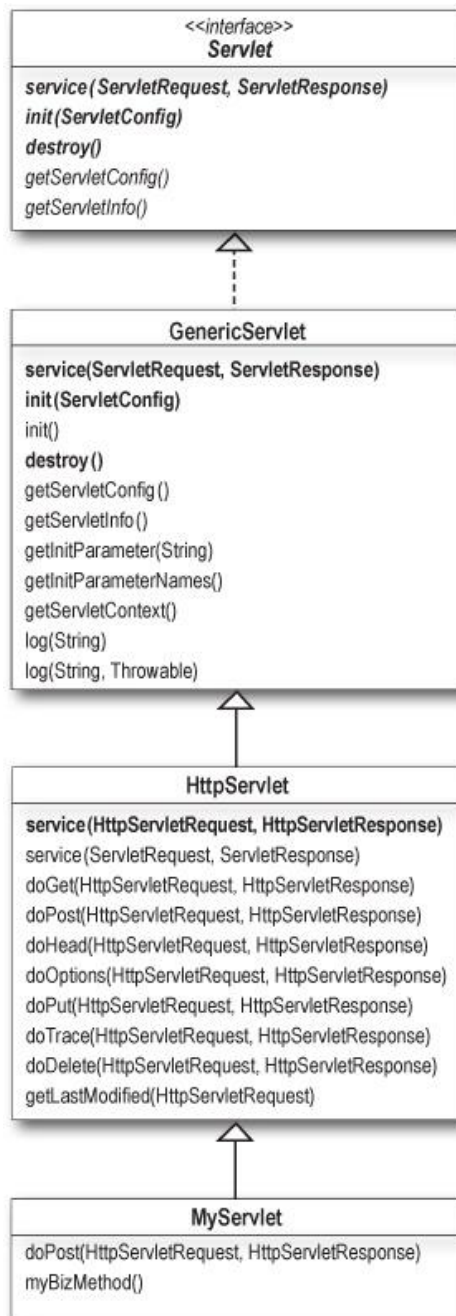 <<interface>>
Servlet
service(ServletRequest, ServletResponse)
init(ServletConfig)
destroy()
getServletConfig()
getServletInfo()
GenericServlet
service(ServletRequest, ServletResponse)
init(ServletConfig)
init()
destroy()
getServletConfig()
getServletInfo()
getInitParameter(String)
getInitParameterNames()
getServletContext()
log(String)
log(String, Throwable)
HttpServlet
service(HttpServletRequest, HttpServletResponse)
service(ServletRequest, ServletResponse)
doGet(HttpServletRequest, HttpServletResponse)
doPost(HttpServletRequest, HttpServletResponse)
doHead(HttpServletRequest, HttpServletResponse)
doOptions(HttpServletRequest, HttpServletResponse)
doPut(HttpServletRequest, HttpServletResponse)
doTrace(HttpServletRequest, HttpServletResponse)
doDelete(HttpServletRequest, HttpServletResponse)
getLastModified(HttpServletRequest)
MyServlet
doPost(HttpServletRequest, HttpServletResponse)
myBizMethod()